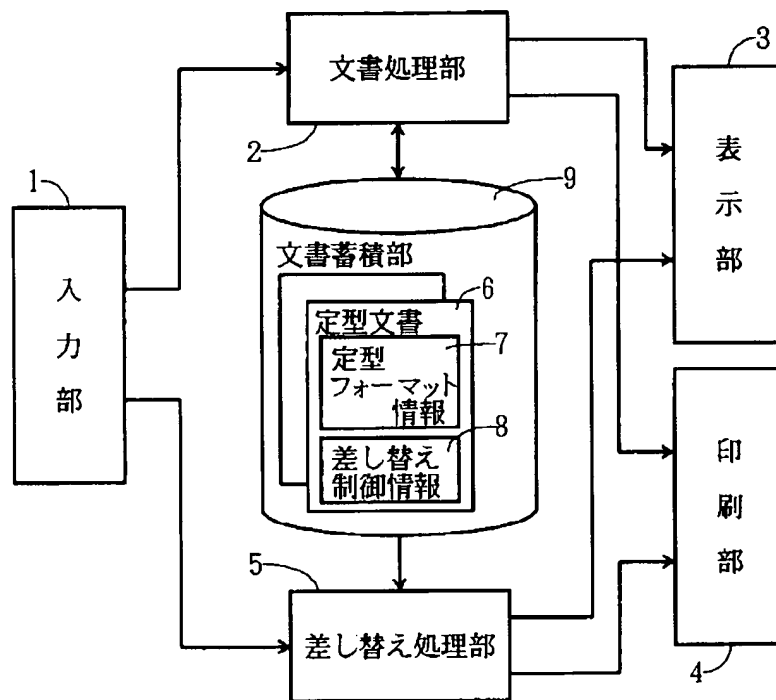 文書処理部
2
3
表示部
1
入力部
9
文書蓄積部
6
定型文書
7
定型
フォーマット
情報
8
差し替え
制御情報
印刷部
4
5
差し替え処理部